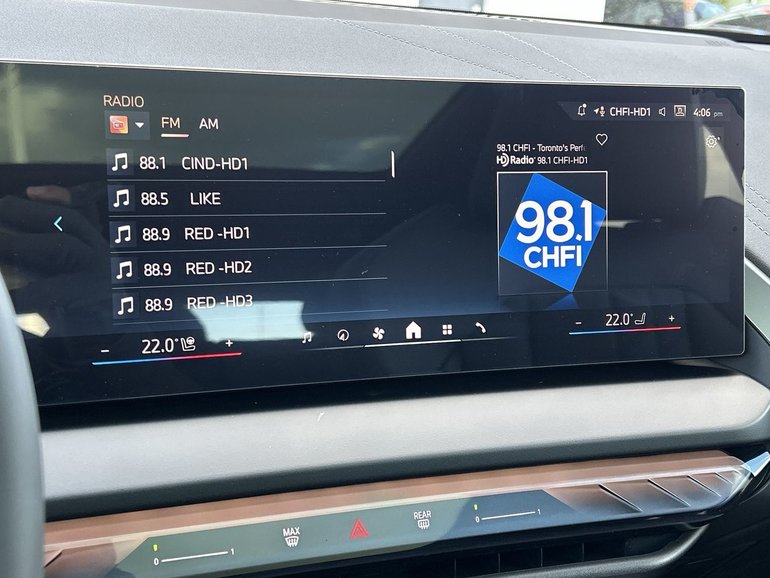 RADIO
FM AM
CHFI-HD1 4:06 pm
88.1 CIND-HD1
88.5 LIKE
88.9 RED -HD1
88.9 RED -HD2
88.9 RED -HD3
98.1 CHFI - Toronto's Perf
HD Radio 98.1 CHFI-HD1
98.1
CHFI
− 22.0° +
− 22.0° +
0 1
MAX
REAR
0 1